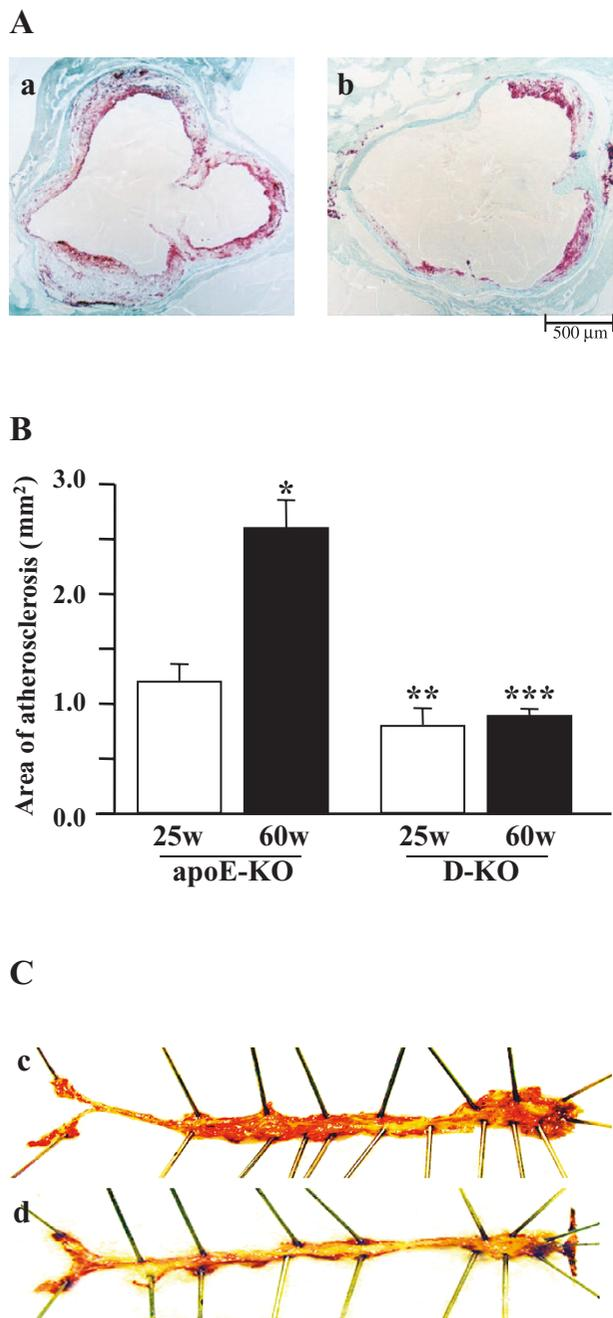 A
a
b
500 µm
B
Area of atherosclerosis (mm²)
3.0
2.0
1.0
0.0
*
**
***
25w
60w
25w
60w
apoE-KO
D-KO
C
c
d